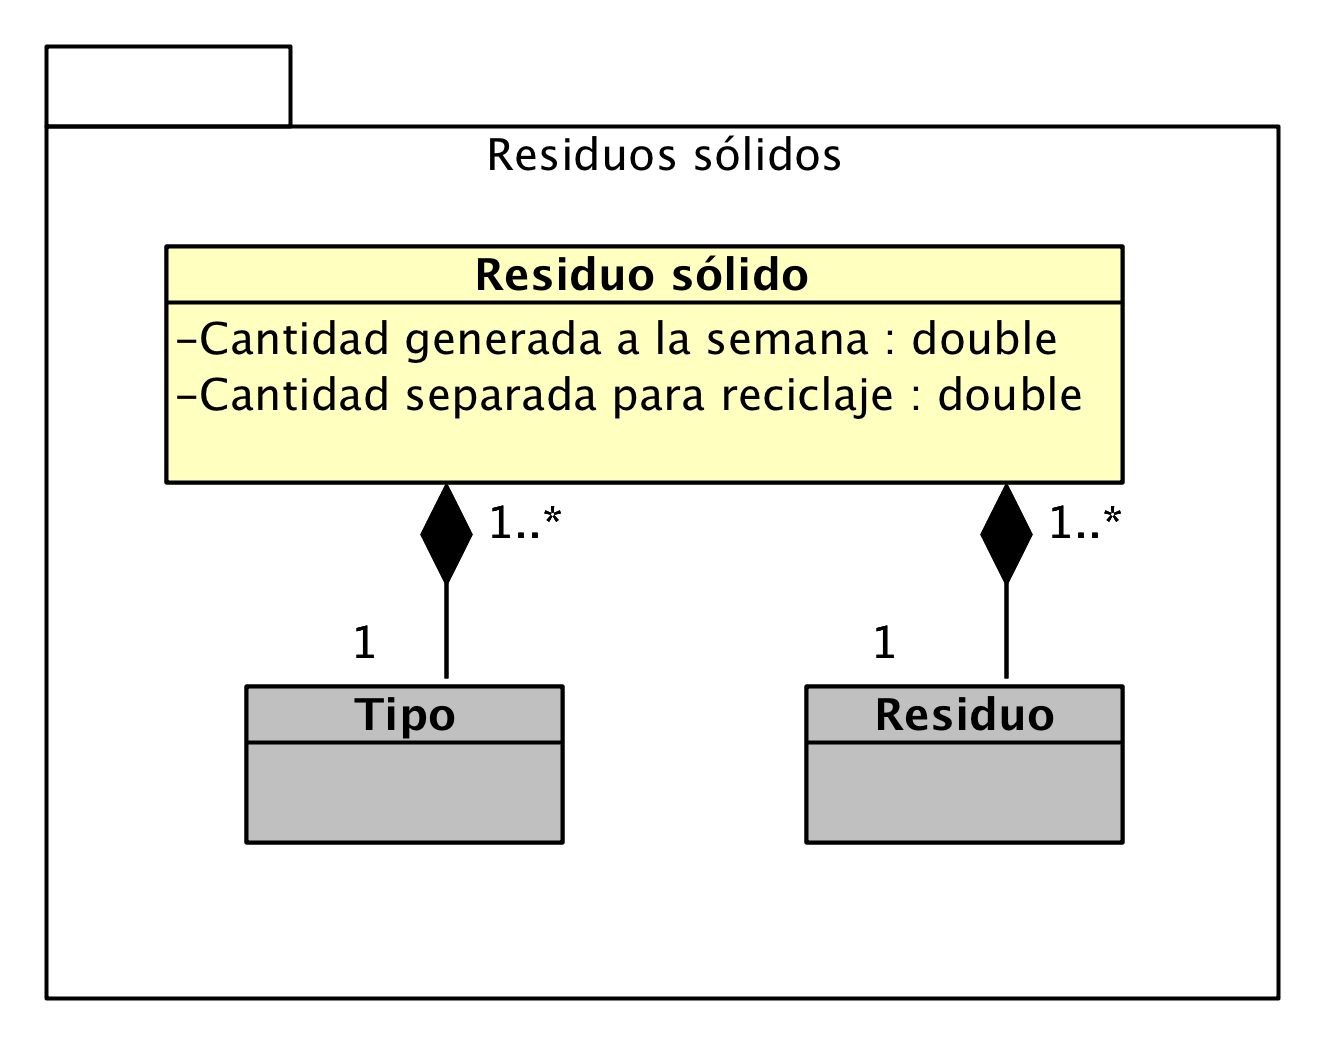 Residuos sólidos
Residuo sólido
-Cantidad generada a la semana : double
-Cantidad separada para reciclaje : double
1..*
1..*
1
1
Tipo
Residuo